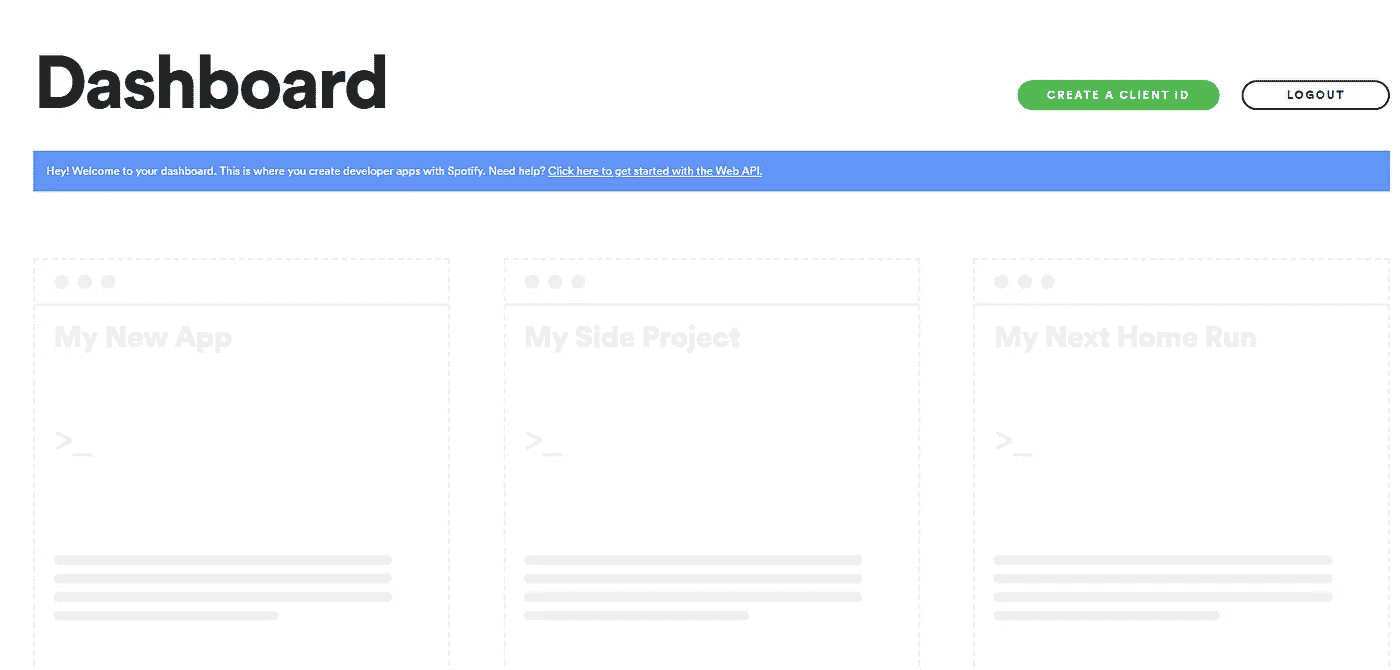 Dashboard
CREATE A CLIENT ID
LOGOUT
Hey! Welcome to your dashboard. This is where you create developer apps with Spotify. Need help? Click here to get started with the Web API.
My New App
My Side Project
My Next Home Run
>_
>_
>_